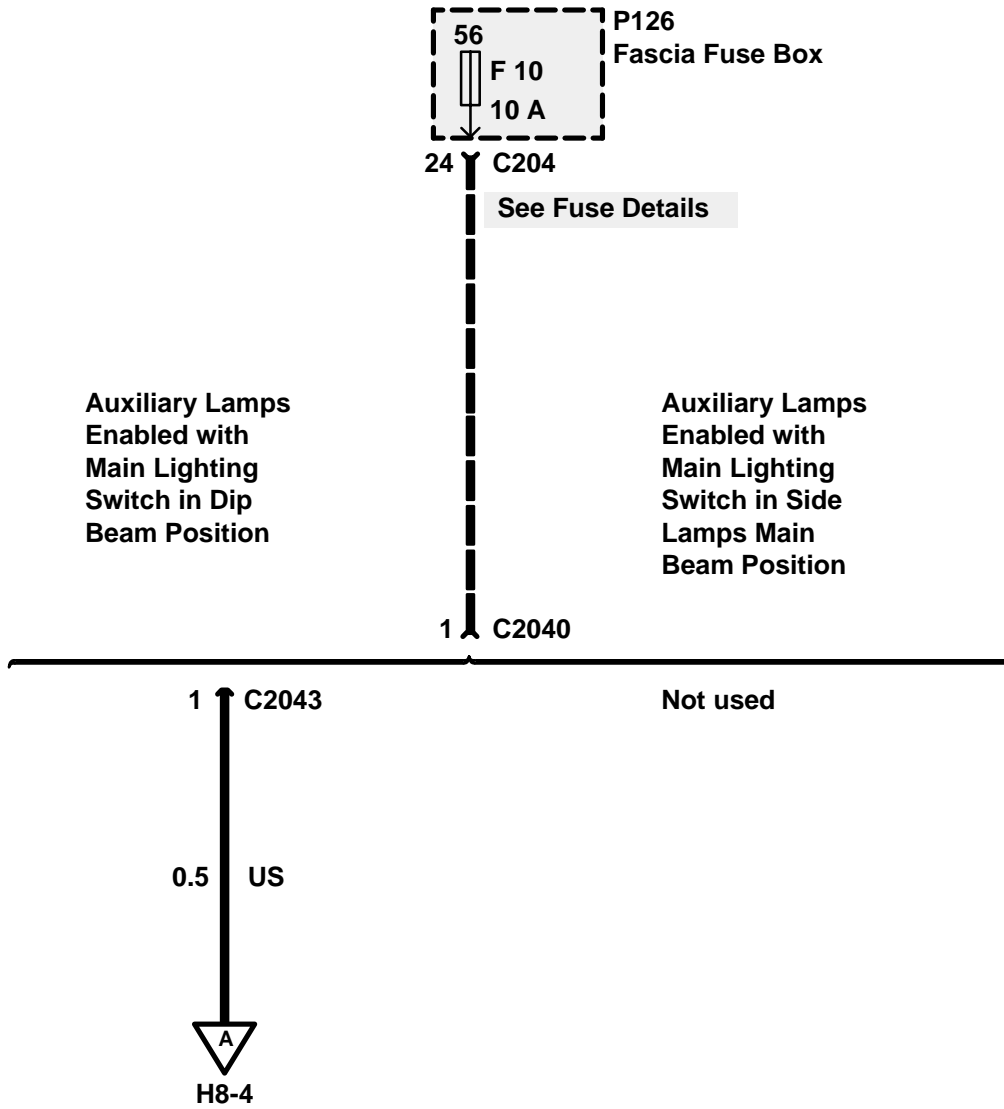 P126
Fascia Fuse Box
56
F 10
10 A
24
C204
See Fuse Details
Auxiliary Lamps
Enabled with
Main Lighting
Switch in Dip
Beam Position
Auxiliary Lamps
Enabled with
Main Lighting
Switch in Side
Lamps Main
Beam Position
1
C2040
1
C2043
Not used
0.5
US
A
H8-4